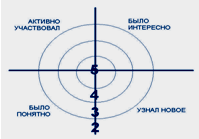 АКТИВНО
УЧАСТВОВАЛ
БЫЛО
ИНТЕРЕСНО
5
4
3
2
БЫЛО
ПОНЯТНО
УЗНАЛ НОВОЕ